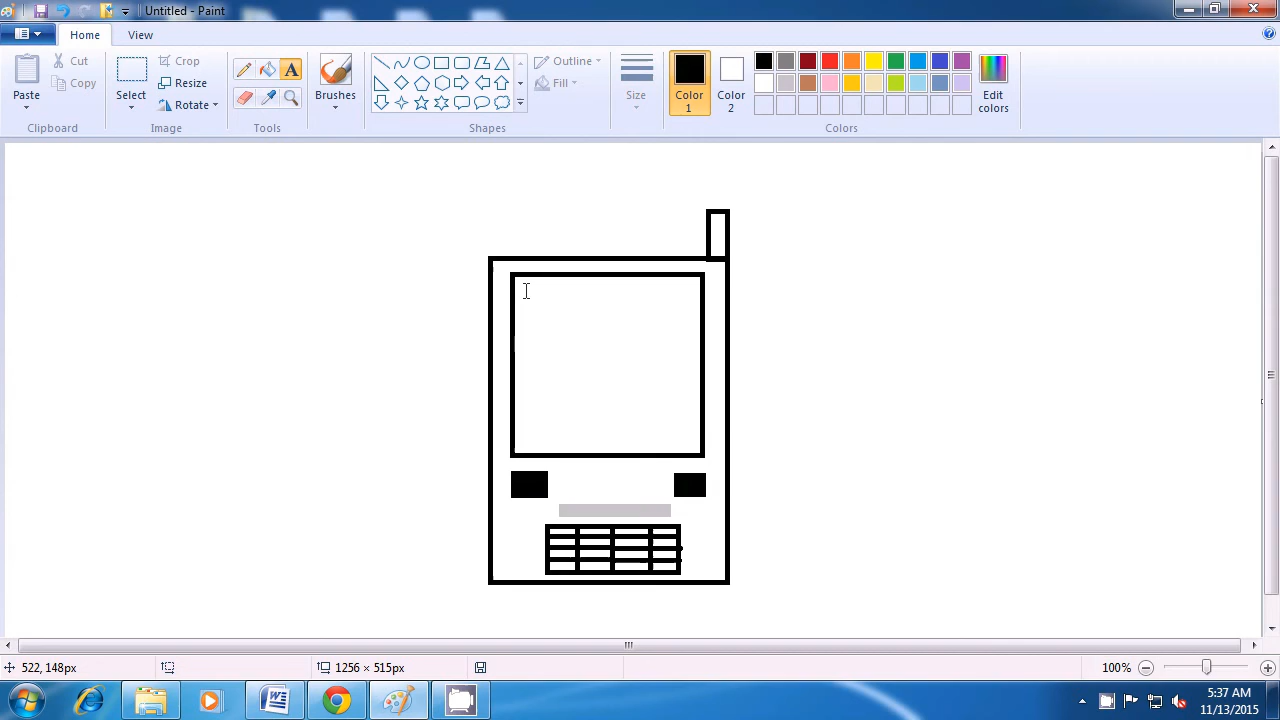 Untitled - Paint
Home
View
Paste
Cut
Copy
Clipboard
Select
Crop
Resize
Rotate
Image
A
Tools
Brushes
Outline
Fill
Shapes
Size
Color
1
Color
2
Edit
colors
Colors
522, 148px
1256 × 515px
100%
5:37 AM
11/13/2015